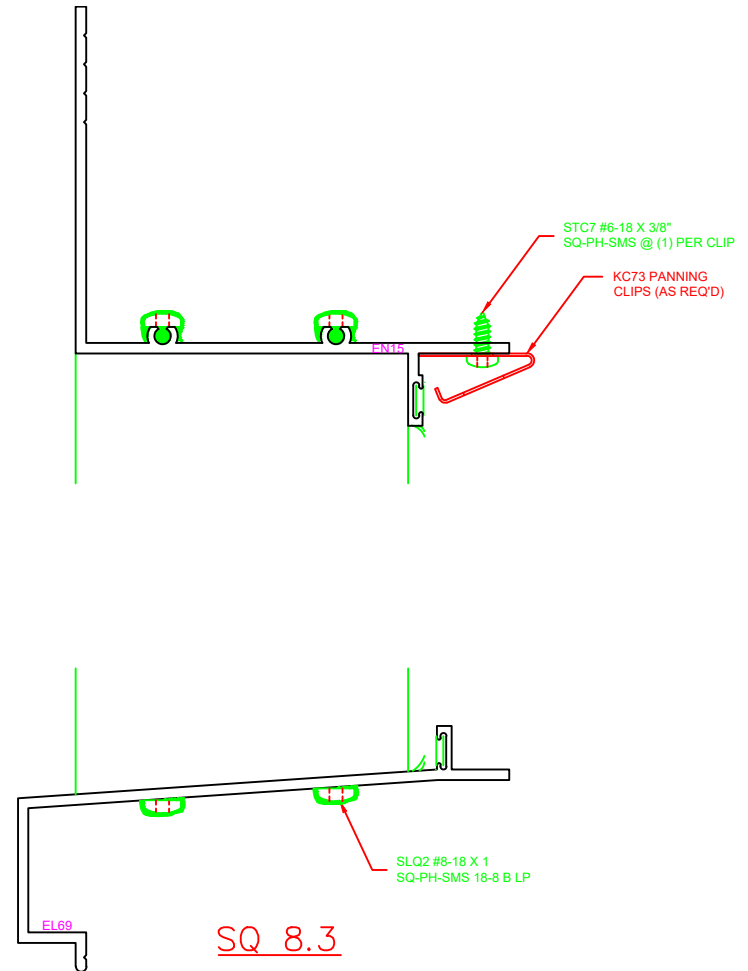 STC7 #6-18 X 3/8"
SQ-PH-SMS @ (1) PER CLIP
KC73 PANNING
CLIPS (AS REQ'D)
EN15
SLQ2 #8-18 X 1
SQ-PH-SMS 18-8 B LP
EL69
SQ 8.3